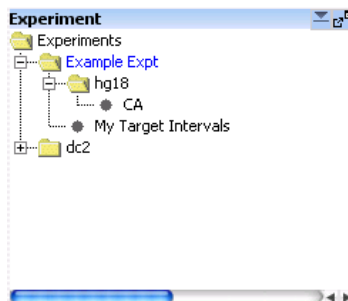 Experiment
Experiments
Example Expt
hg18
CA
My Target Intervals
dc2